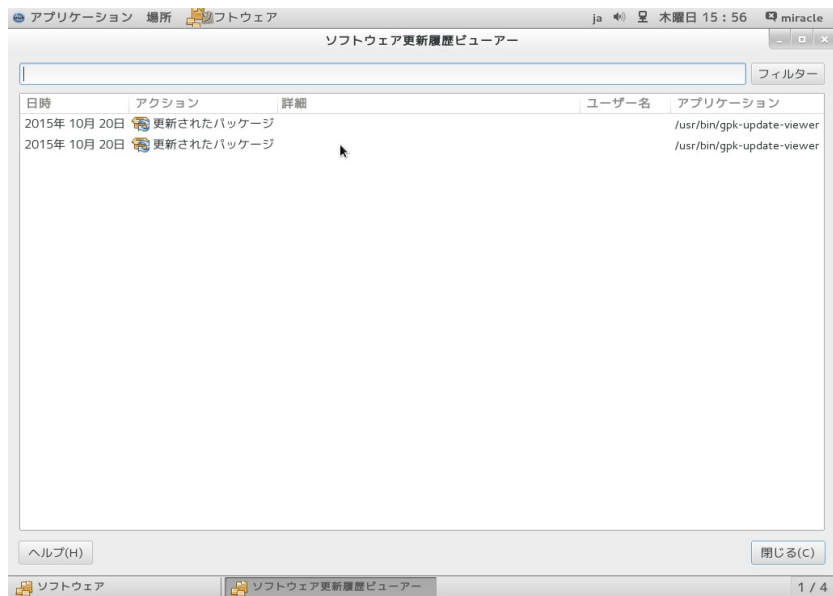 アプリケーション 場所 フトウェア ja 木曜日 15：56 miracle
ソフトウェア更新履歴ビューアー
フィルター
日時 アクション 詳細 ユーザー名 アプリケーション
2015年 10月 20日 更新されたパッケージ /usr/bin/gpk-update-viewer
2015年 10月 20日 更新されたパッケージ /usr/bin/gpk-update-viewer
ヘルプ(H) 閉じる(C)
ソフトウェア ソフトウェア更新履歴ビューアー 1 / 4